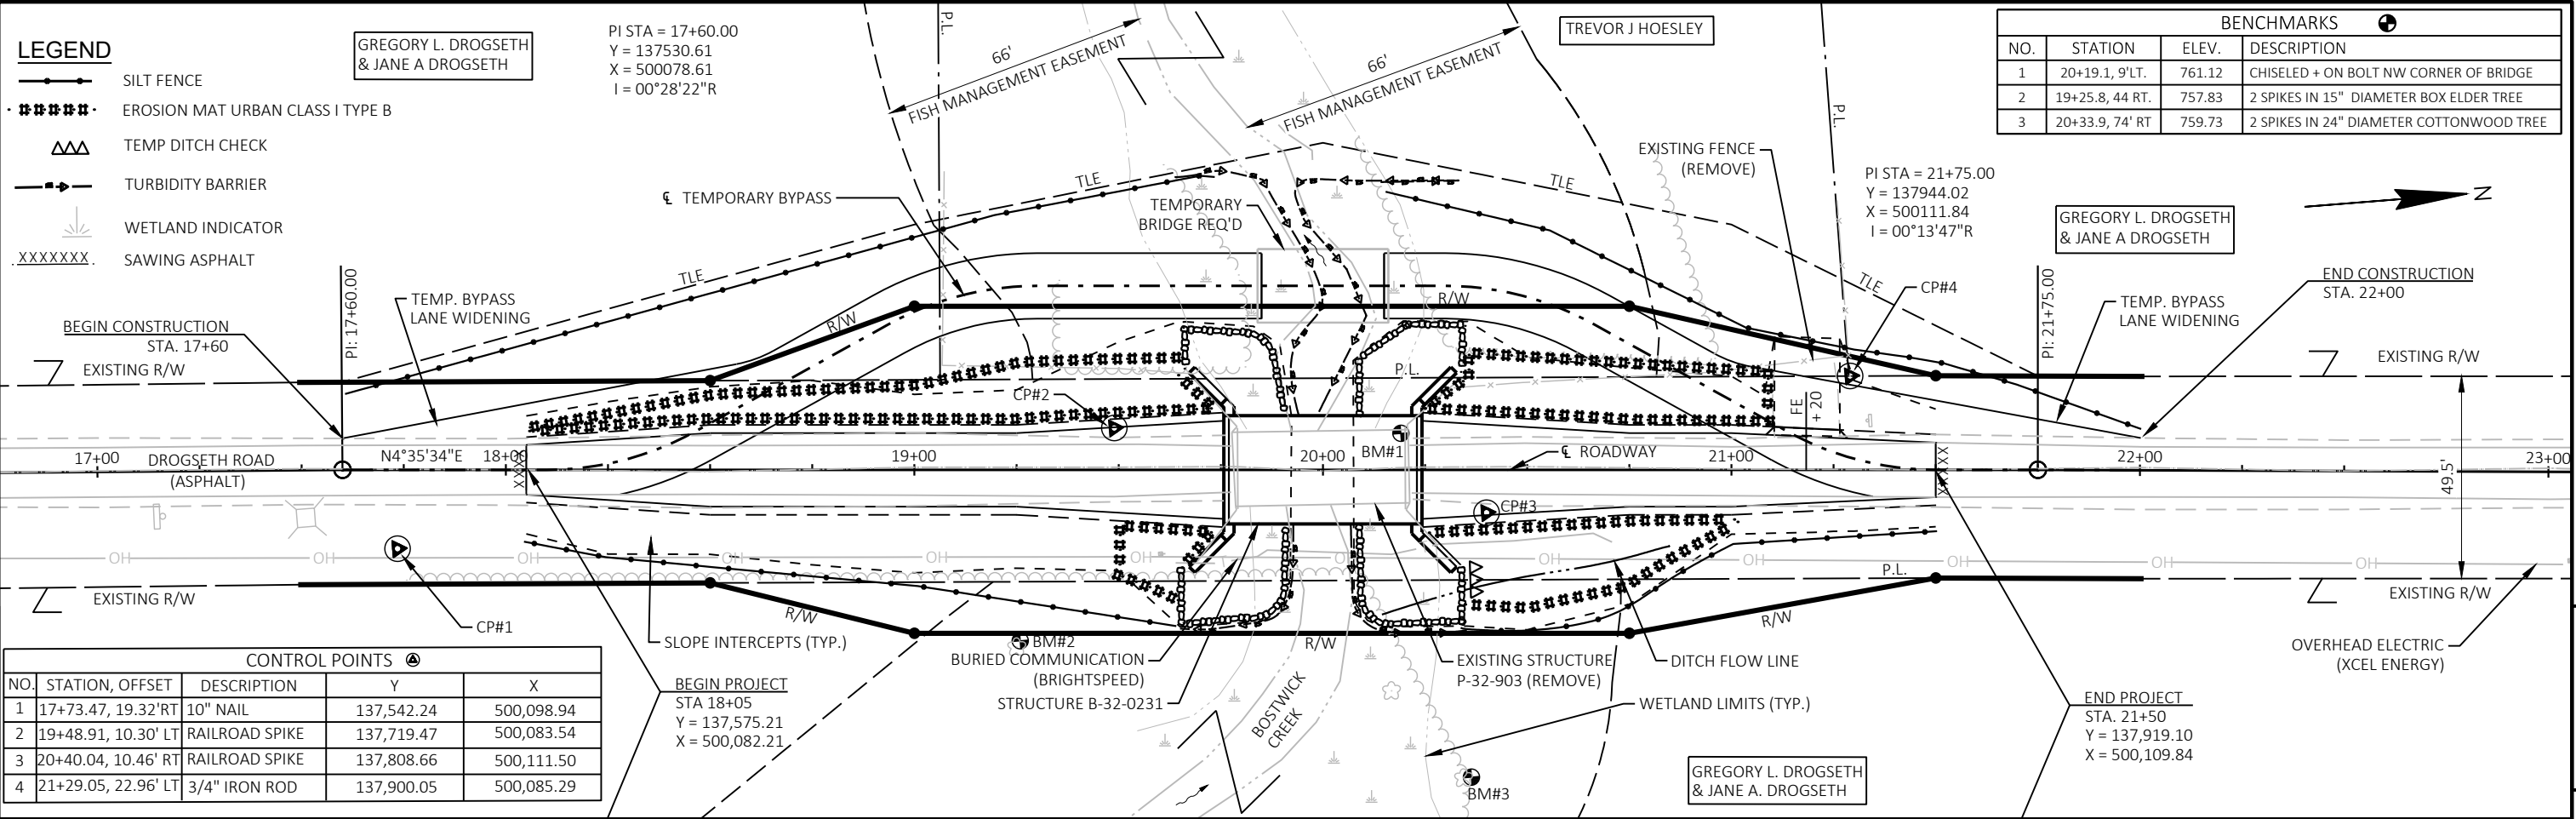 LEGEND
SILT FENCE
EROSION MAT URBAN CLASS I TYPE B
TEMP DITCH CHECK
TURBIDITY BARRIER
WETLAND INDICATOR
XXXXXXX
SAWING ASPHALT
GREGORY L. DROGSETH
& JANE A DROGSETH
PI STA = 17+60.00
Y = 137530.61
X = 500078.61
I = 00°28'22"R
P.L.
66'
FISH MANAGEMENT EASEMENT
66'
FISH MANAGEMENT EASEMENT
TREVOR J HOESLEY
P.L.
BENCHMARKS
NO. STATION ELEV. DESCRIPTION
1 20+19.1, 9'LT. 761.12 CHISELED + ON BOLT NW CORNER OF BRIDGE
2 19+25.8, 44 RT. 757.83 2 SPIKES IN 15" DIAMETER BOX ELDER TREE
3 20+33.9, 74' RT 759.73 2 SPIKES IN 24" DIAMETER COTTONWOOD TREE
EXISTING FENCE
(REMOVE)
PI STA = 21+75.00
Y = 137944.02
X = 500111.84
I = 00°13'47"R
N
GREGORY L. DROGSETH
& JANE A DROGSETH
℄ TEMPORARY BYPASS
TLE
TEMPORARY
BRIDGE REQ'D
TLE
TLE
TLE
PI: 17+60.00
TEMP. BYPASS
LANE WIDENING
BEGIN CONSTRUCTION
STA. 17+60
R/W
R/W
CP#4
PI: 21+75.00
END CONSTRUCTION
STA. 22+00
TEMP. BYPASS
LANE WIDENING
EXISTING R/W
P.L.
EXISTING R/W
CP#2
FE
+ 20
17+00
DROGSETH ROAD
(ASPHALT)
N4°35'34"E
18+00
XXXX
19+00
20+00
BM#1
℄ ROADWAY
21+00
XXXX
22+00
23+00
49.5'
CP#3
OH OH OH OH OH OH O OH OH OH OH OH
EXISTING R/W
P.L.
EXISTING R/W
CP#1
R/W
SLOPE INTERCEPTS (TYP.)
BM#2
R/W
R/W
BURIED COMMUNICATION
(BRIGHTSPEED)
STRUCTURE B-32-0231
EXISTING STRUCTURE
P-32-903 (REMOVE)
DITCH FLOW LINE
OVERHEAD ELECTRIC
(XCEL ENERGY)
BOSTWICK
CREEK
WETLAND LIMITS (TYP.)
BEGIN PROJECT
STA 18+05
Y = 137,575.21
X = 500,082.21
END PROJECT
STA. 21+50
Y = 137,919.10
X = 500,109.84
BM#3
GREGORY L. DROGSETH
& JANE A. DROGSETH
CONTROL POINTS
NO. STATION, OFFSET DESCRIPTION Y X
1 17+73.47, 19.32'RT 10" NAIL 137,542.24 500,098.94
2 19+48.91, 10.30' LT RAILROAD SPIKE 137,719.47 500,083.54
3 20+40.04, 10.46' RT RAILROAD SPIKE 137,808.66 500,111.50
4 21+29.05, 22.96' LT 3/4" IRON ROD 137,900.05 500,085.29